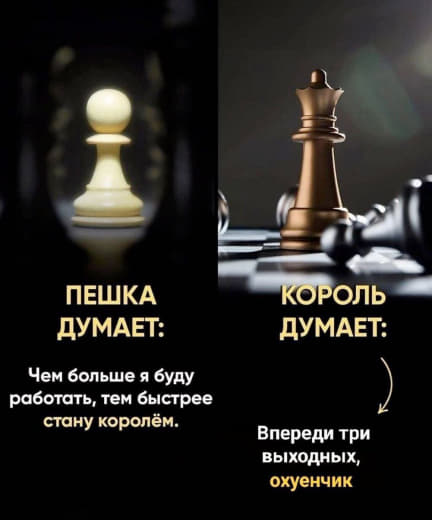 ПЕШКА
ДУМАЕТ:
Чем больше я буду
работать, тем быстрее
стану королём.
КОРОЛЬ
ДУМАЕТ:
Впереди три
выходных,
охуенчик